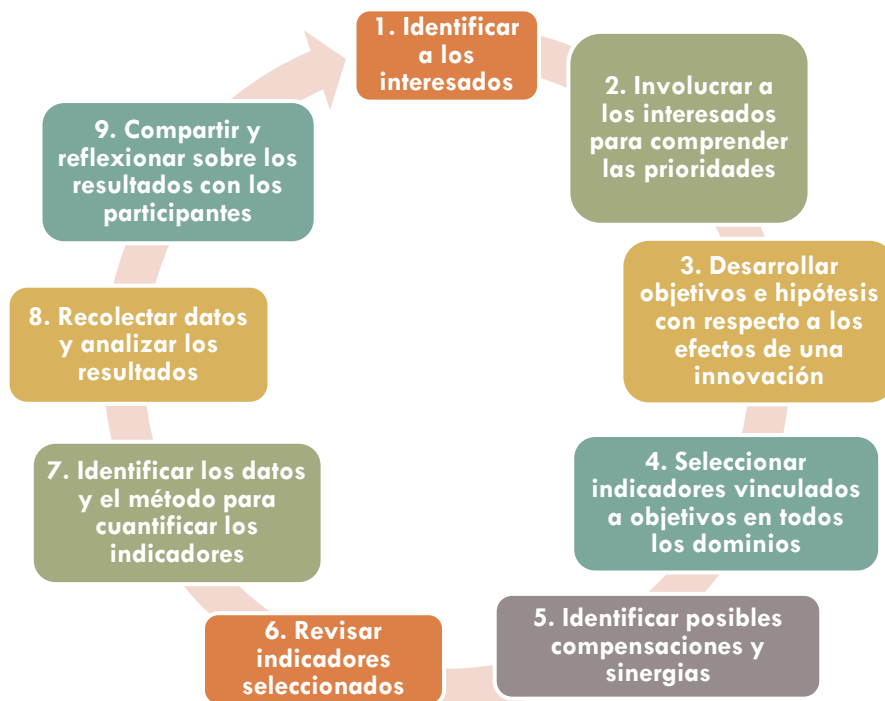 1. Identificar
a los
interesados
2. Involucrar a
los interesados
para comprender
las prioridades
3. Desarrollar
objetivos e hipótesis
con respecto a los
efectos de una
innovación
4. Seleccionar
indicadores vinculados
a objetivos en todos
los dominios
5. Identificar posibles
compensaciones y
sinergias
6. Revisar
indicadores
seleccionados
7. Identificar los datos
y el método para
cuantificar los
indicadores
8. Recolectar datos
y analizar los
resultados
9. Compartir y
reflexionar sobre los
resultados con los
participantes